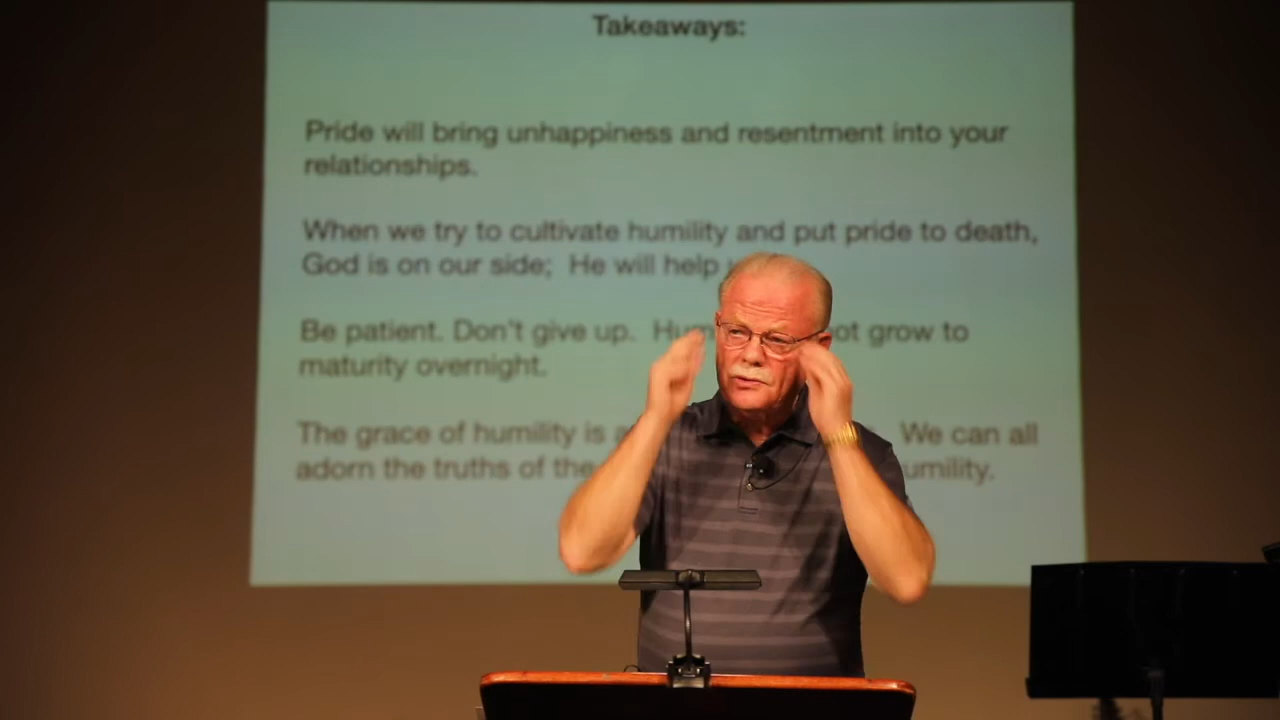 Takeaways:
Pride will bring unhappiness and resentment into your
relationships.
When we try to cultivate humility and put pride to death,
God is on our side; He will help
Be patient. Don't give up. ot grow to
maturity overnight.
The grace of humility is We can all
adorn the truths of the umility.